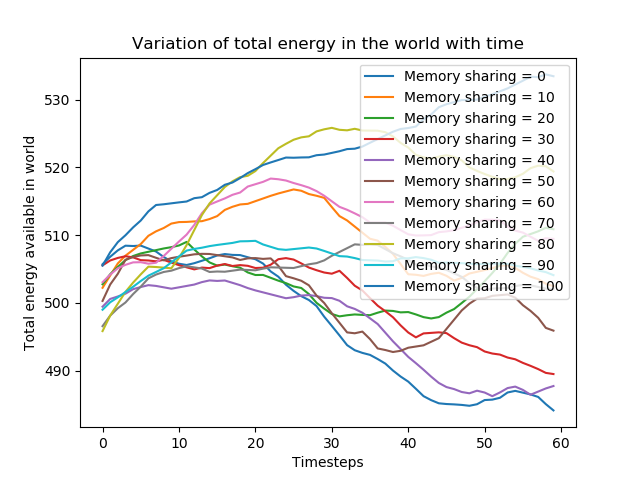 Variation of total energy in the world with time
Total energy available in world
530
520
510
500
490
0
10
20
30
40
50
60
Timesteps
Memory sharing = 0
Memory sharing = 10
Memory sharing = 20
Memory sharing = 30
Memory sharing = 40
Memory sharing = 50
Memory sharing = 60
Memory sharing = 70
Memory sharing = 80
Memory sharing = 90
Memory sharing = 100